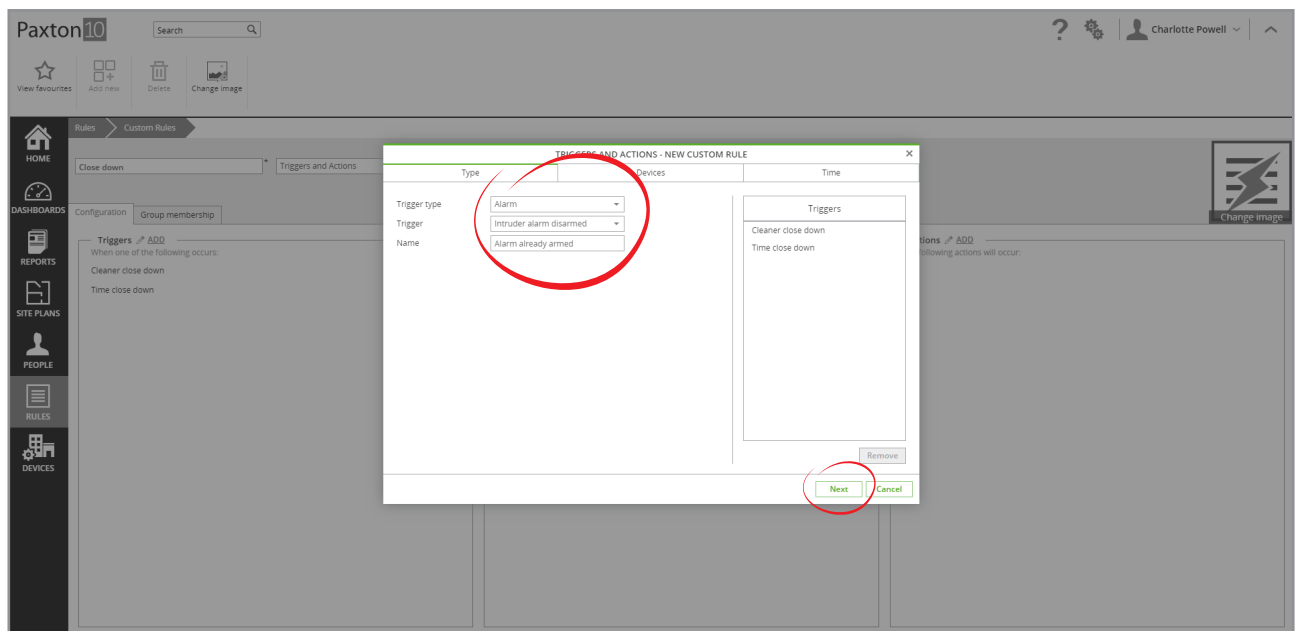 Paxton10
Search
Charlotte Powell
View favourites
Add new
Delete
Change image
Rules
Custom Rules
HOME
DASHBOARDS
REPORTS
SITE PLANS
PEOPLE
RULES
DEVICES
Close down
*
Triggers and Actions
Change image
Configuration
Group membership
Triggers ADD
When one of the following occurs:
Cleaner close down
Time close down
tions ADD
ollowing actions will occur:
TRIGGERS AND ACTIONS - NEW CUSTOM RULE
Type
Devices
Time
Trigger type
Alarm
Trigger
Intruder alarm disarmed
Name
Alarm already armed
Triggers
Cleaner close down
Time close down
Remove
Next
Cancel